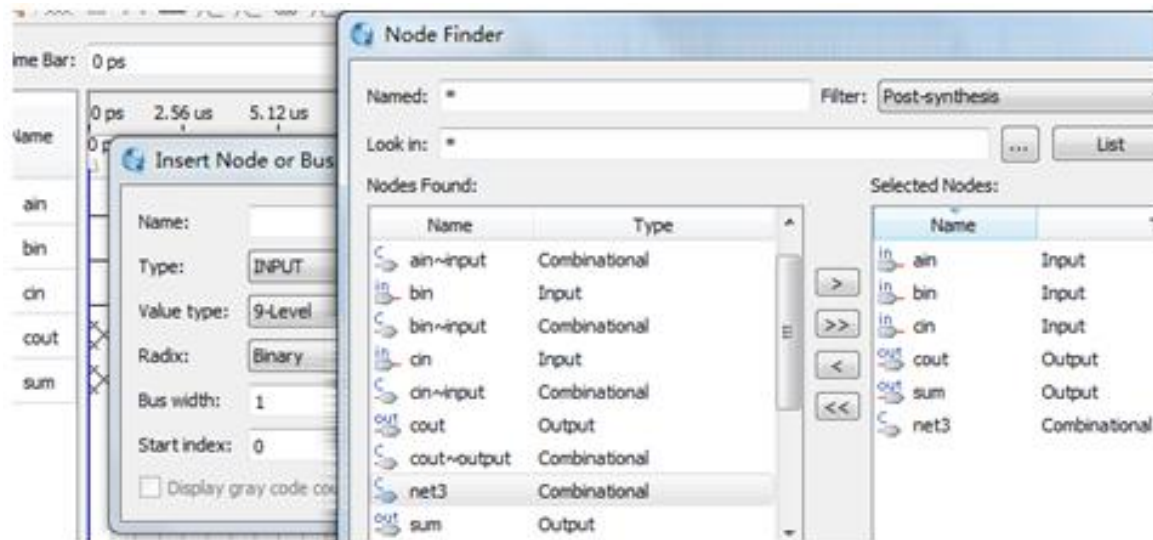 Node Finder
ime Bar: 0 ps
Named: *
Filter: Post-synthesis
0 ps 2.56 us 5.12 us
Name
0 p
Look in: *
... List
Insert Node or Bus
Nodes Found:
Selected Nodes:
Name Type
Name
ain
Name:
ain~input Combinational
ain Input
bin
Type: INPUT
bin Input
>
bin Input
cin
Value type: 9-Level
bin~input Combinational
>>
cin Input
cout
Radix: Binary
cin Input
<
cout Output
sum
Bus width: 1
cin~input Combinational
<<
sum Output
Start index: 0
cout Output
net3 Combinational
cout~output Combinational
Display gray code cou
net3 Combinational
sum Output